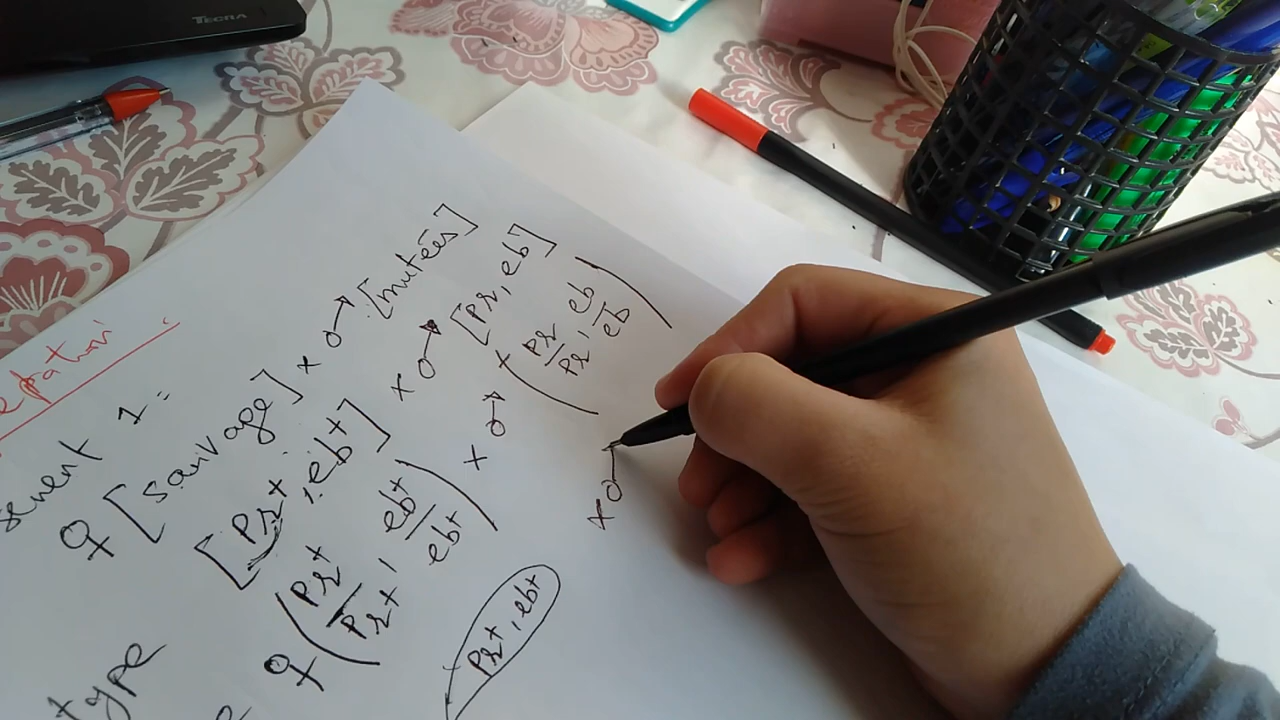 TECRA
1:
♀ [sauvage] x ♂ [mutées]
[Pr+, eb+] x ♂ [Pr, eb]
♀ (Pr+/Pr+, eb+/eb+) x ♂ (Pr/Pr, eb/eb)
Pr+, eb+
x ♂
type